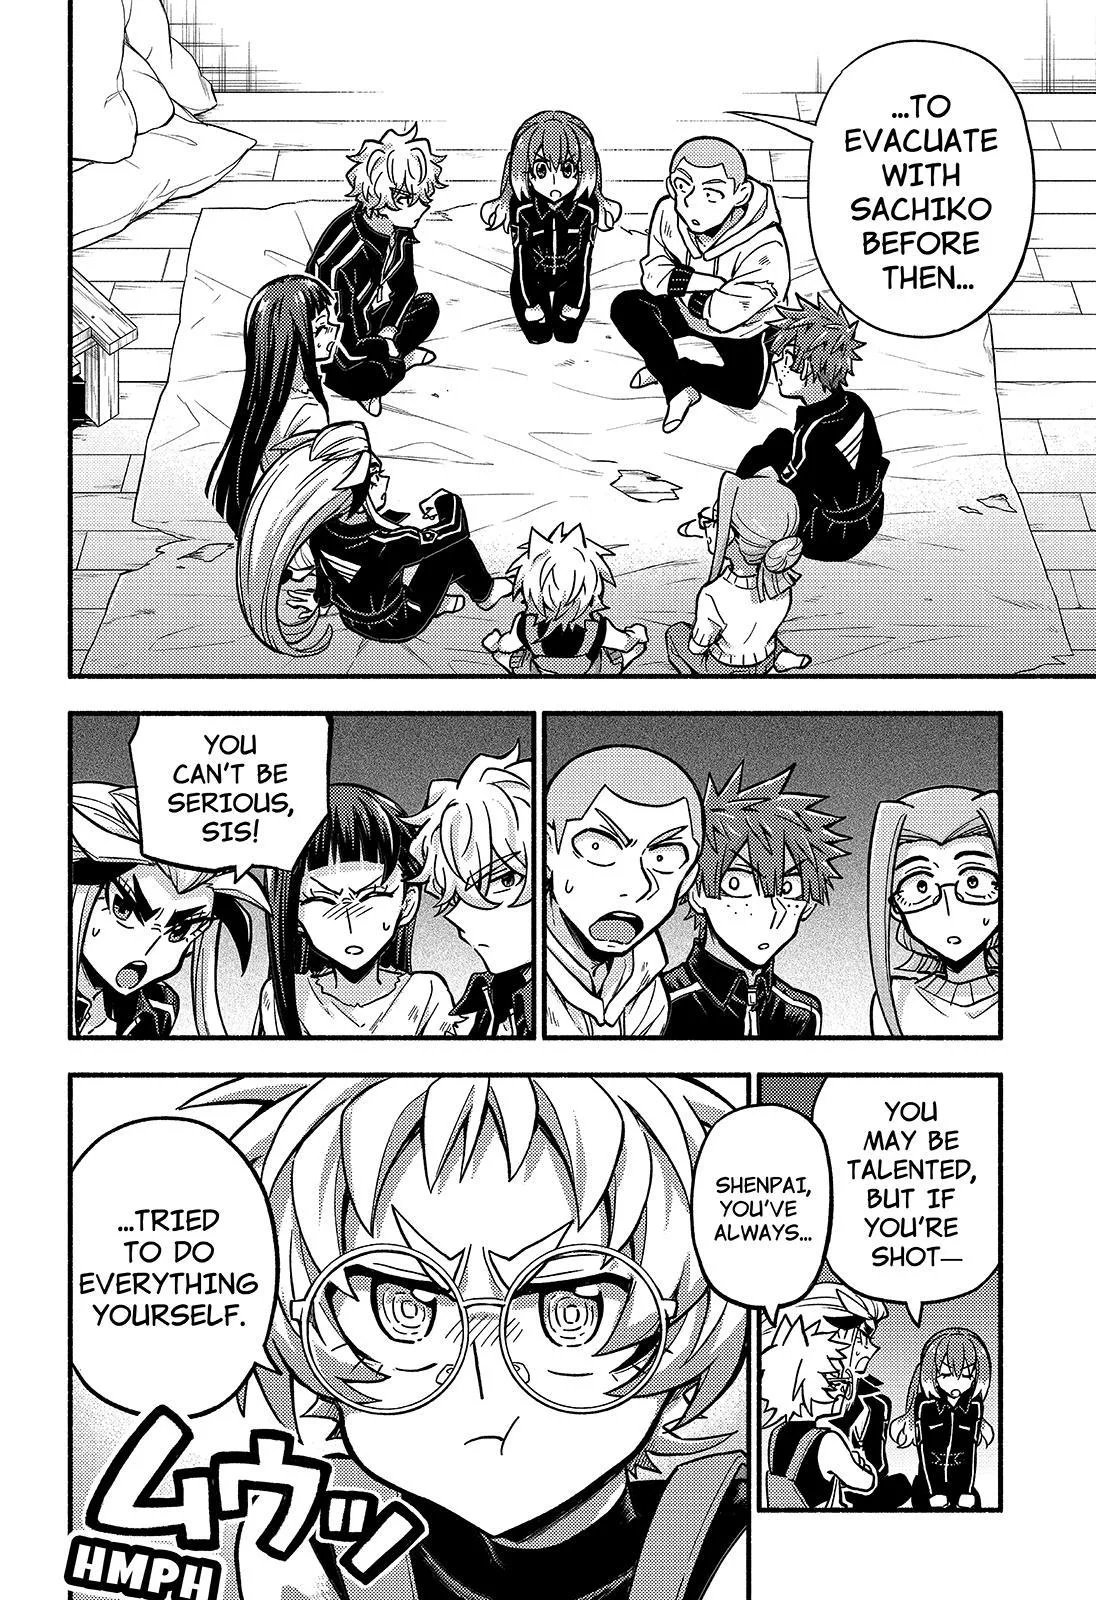 ...TO
EVACUATE
WITH
SACHIKO
BEFORE
THEN...
YOU
CAN'T BE
SERIOUS,
SIS!
YOU
MAY BE
TALENTED,
BUT IF
YOU'RE
SHOT—
SHENPAI,
YOU'VE
ALWAYS...
...TRIED
TO DO
EVERYTHING
YOURSELF.
ムウッ
HMPH